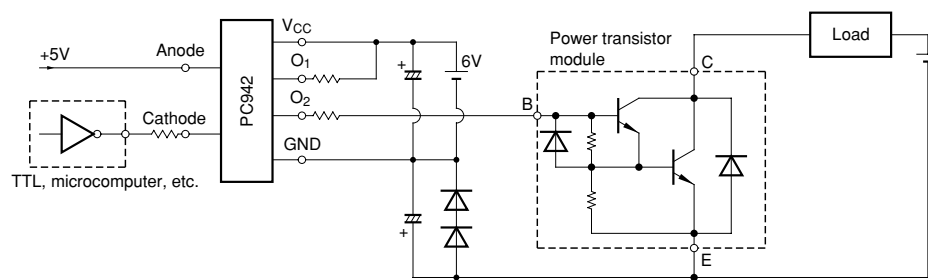 +5V
Anode
Cathode
TTL, microcomputer, etc.
PC942
VCC
O1
O2
GND
+
6V
+
Power transistor
module
B
C
E
Load